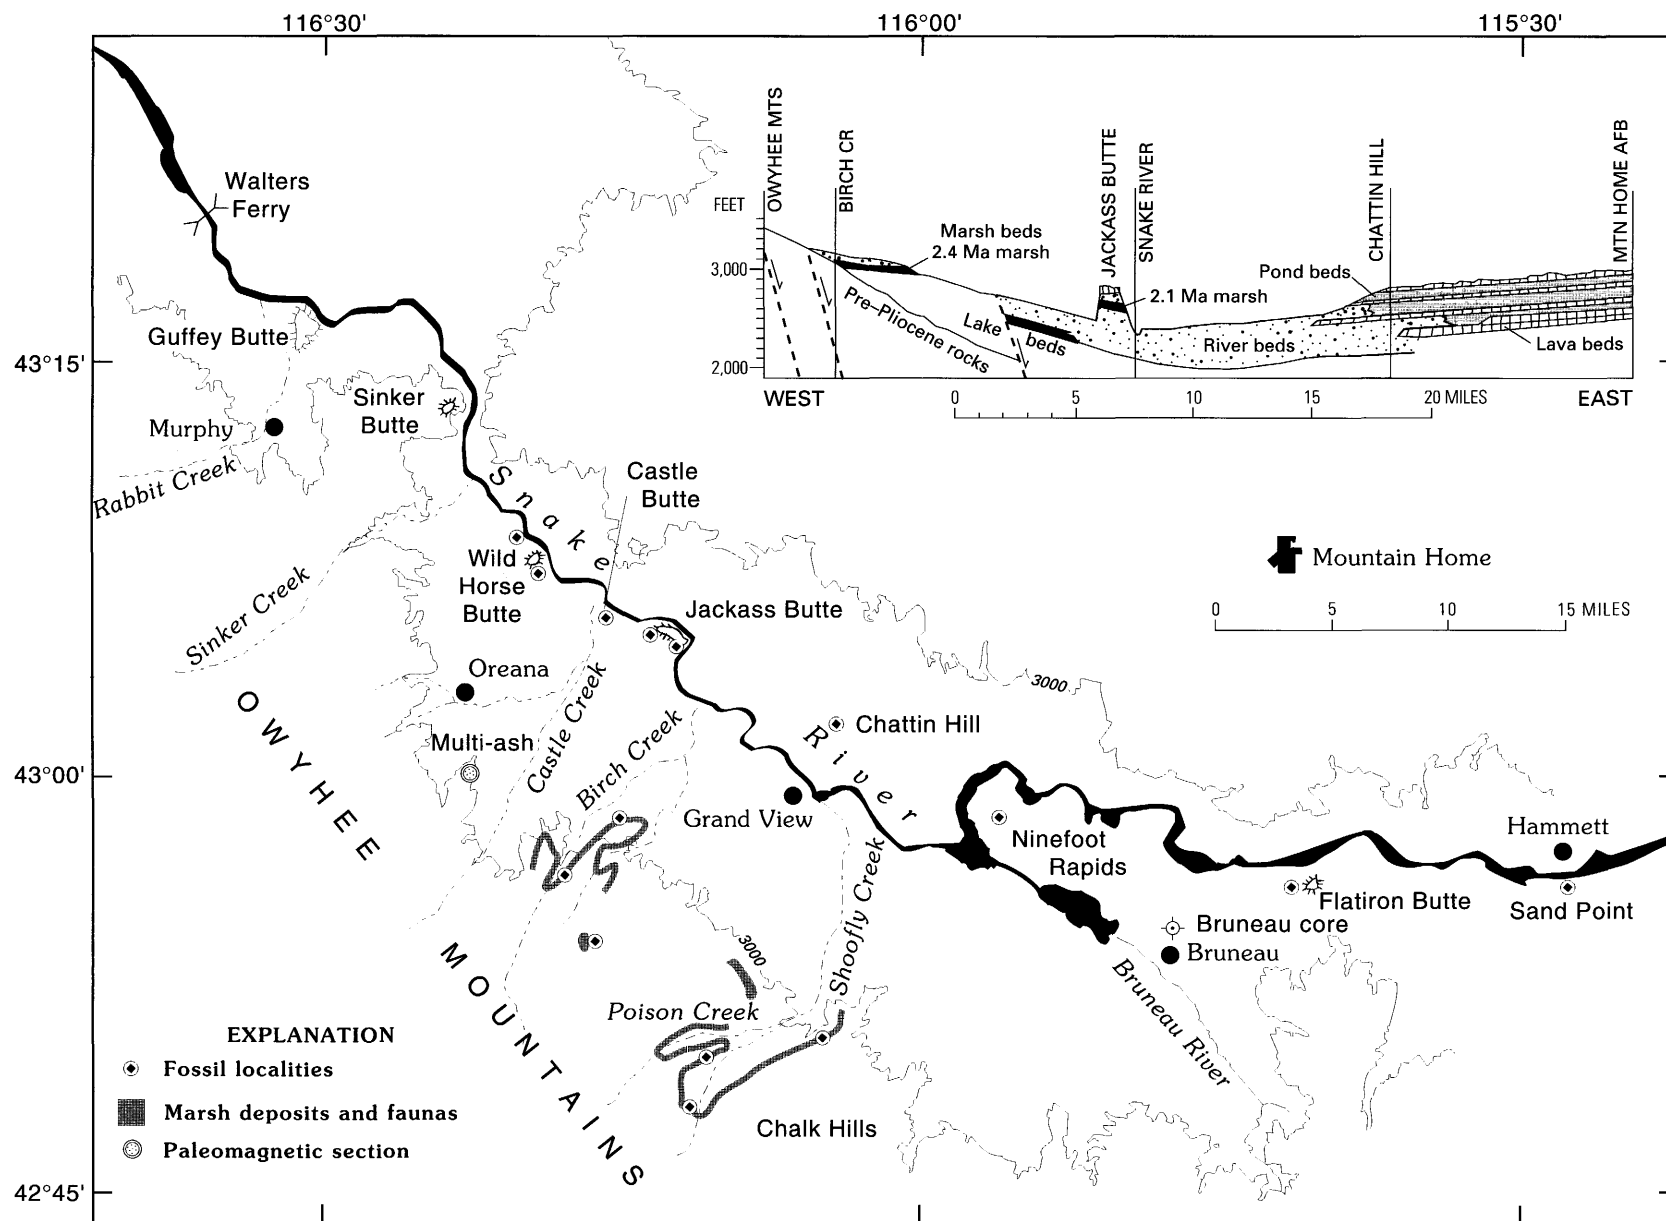 116°30'
116°00'
115°30'
43°15'
43°00'
42°45'
Walters
Ferry
Guffey Butte
Sinker
Butte
Murphy
Rabbit Creek
Sinker Creek
Snake
River
Castle
Butte
Wild
Horse
Butte
Jackass Butte
Oreana
Multi-ash
Castle Creek
Birch Creek
Chattin Hill
Grand View
Shoofly Creek
Ninefoot
Rapids
Hammett
Flatiron Butte
Sand Point
Bruneau core
Bruneau
Bruneau River
3000
3000
Mountain Home
0 5 10 15 MILES
Poison Creek
Chalk Hills
OWYHEE
MOUNTAINS
EXPLANATION
Fossil localities
Marsh deposits and faunas
Paleomagnetic section
OWYHEE MTS
BIRCH CR
JACKASS BUTTE
SNAKE RIVER
CHATTIN HILL
MTN HOME AFB
FEET
3,000
2,000
Marsh beds
2.4 Ma marsh
2.1 Ma marsh
Pond beds
Pre-Pliocene rocks
Lake
beds
River beds
Lava beds
WEST
EAST
0 5 10 15 20 MILES